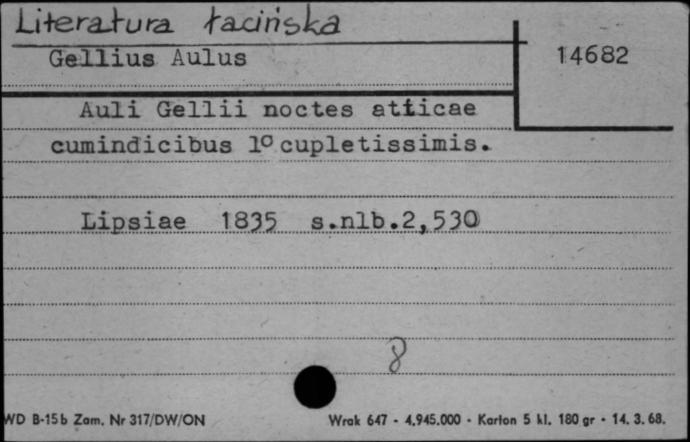 Literatura łacińska
Gellius Aulus
14682
Auli Gellii noctes atticae
cumindicibus 1º cupletissimis.
Lipsiae 1835 s.nlb.2,530
8
WD B-15b Zam. Nr 317/DW/ON
Wrak 647 - 4.945.000 - Karton 5 kl. 180 gr - 14. 3. 68.